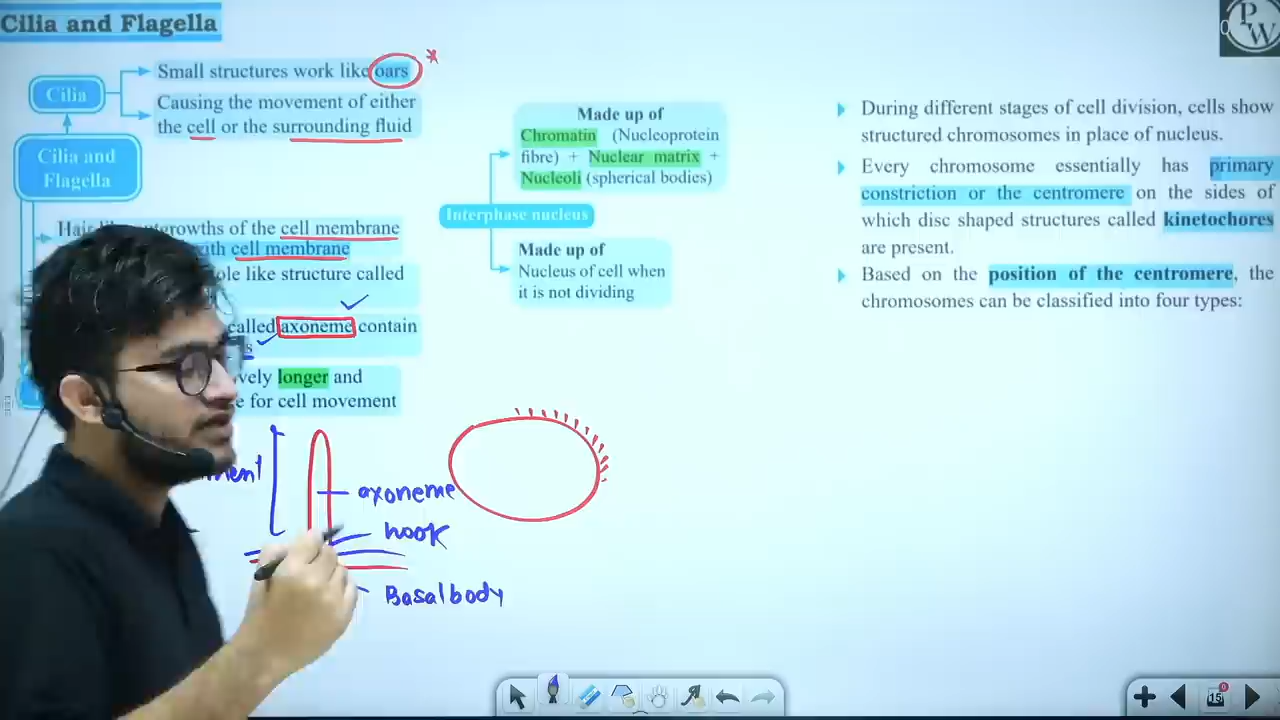 Cilia and Flagella
PW
Cilia
Small structures work like oars
*
Causing the movement of either
the cell or the surrounding fluid
Cilia and
Flagella
outgrowths of the cell membrane
with cell membrane
like structure called
called axoneme contain
longer and
for cell movement
axoneme
hook
Basalbody
Interphase nucleus
Made up of
Chromatin (Nucleoprotein
fibre) + Nuclear matrix +
Nucleoli (spherical bodies)
Made up of
Nucleus of cell when
it is not dividing
During different stages of cell division, cells show
structured chromosomes in place of nucleus.
Every chromosome essentially has primary
constriction or the centromere on the sides of
which disc shaped structures called kinetochores
are present.
Based on the position of the centromere, the
chromosomes can be classified into four types:
15